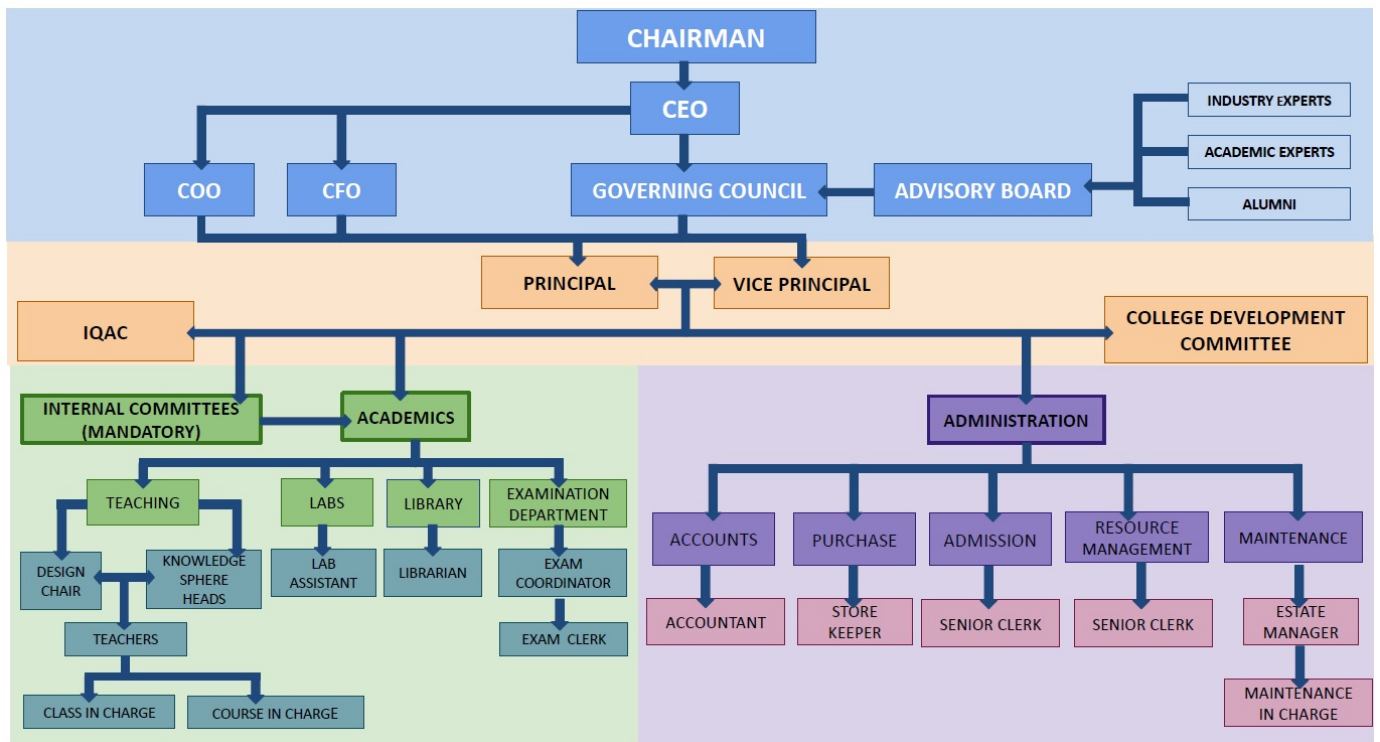 CHAIRMAN
CEO
INDUSTRY EXPERTS
ACADEMIC EXPERTS
ALUMNI
COO
CFO
GOVERNING COUNCIL
ADVISORY BOARD
PRINCIPAL
VICE PRINCIPAL
IQAC
COLLEGE DEVELOPMENT
COMMITTEE
INTERNAL COMMITTEES
(MANDATORY)
ACADEMICS
ADMINISTRATION
TEACHING
LABS
LIBRARY
EXAMINATION
DEPARTMENT
DESIGN
CHAIR
KNOWLEDGE
SPHERE
HEADS
LAB
ASSISTANT
LIBRARIAN
EXAM
COORDINATOR
TEACHERS
EXAM CLERK
CLASS IN CHARGE
COURSE IN CHARGE
ACCOUNTS
PURCHASE
ADMISSION
RESOURCE
MANAGEMENT
MAINTENANCE
ACCOUNTANT
STORE
KEEPER
SENIOR CLERK
SENIOR CLERK
ESTATE
MANAGER
MAINTENANCE
IN CHARGE